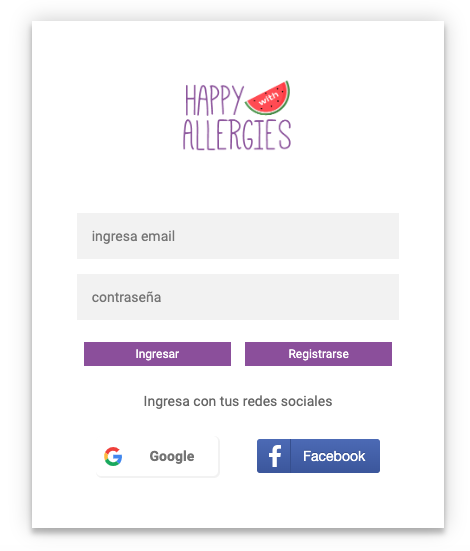 HAPPY
with
ALLERGIES
ingresa email
contraseña
Ingresar
Registrarse
Ingresa con tus redes sociales
Google
Facebook